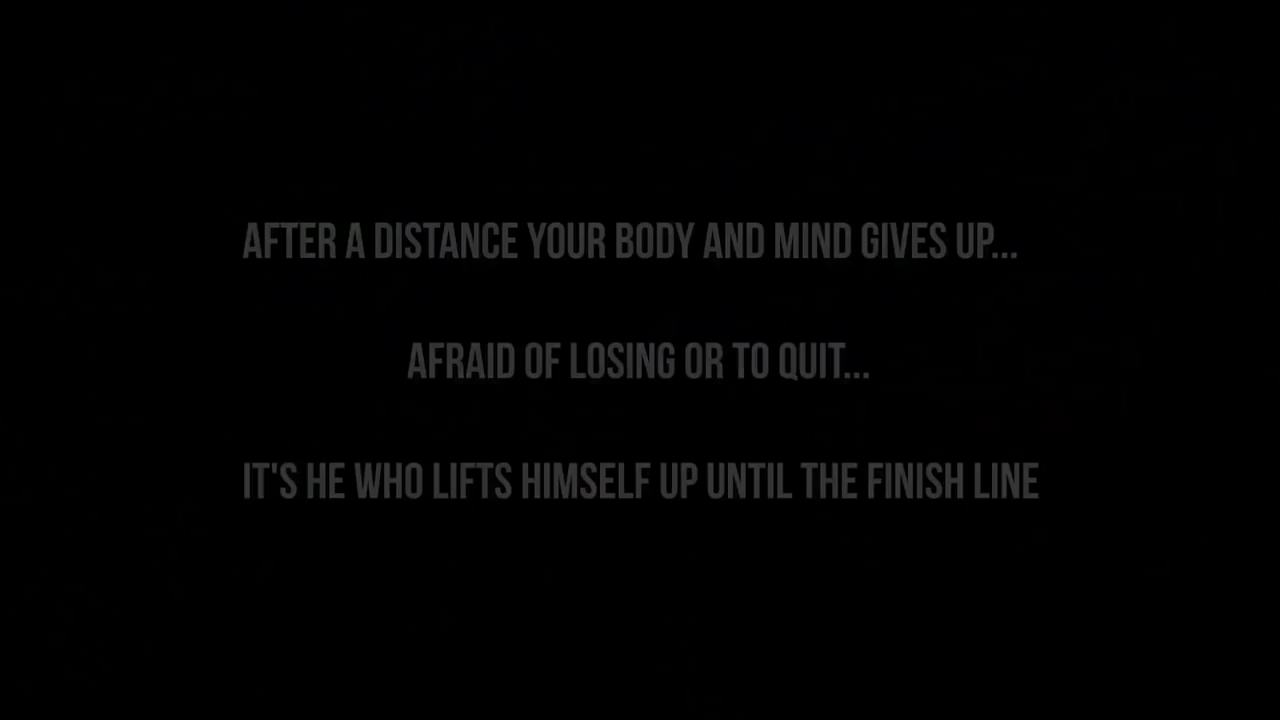 AFTER A DISTANCE YOUR BODY AND MIND GIVES UP...
AFRAID OF LOSING OR TO QUIT...
IT'S HE WHO LIFTS HIMSELF UP UNTIL THE FINISH LINE